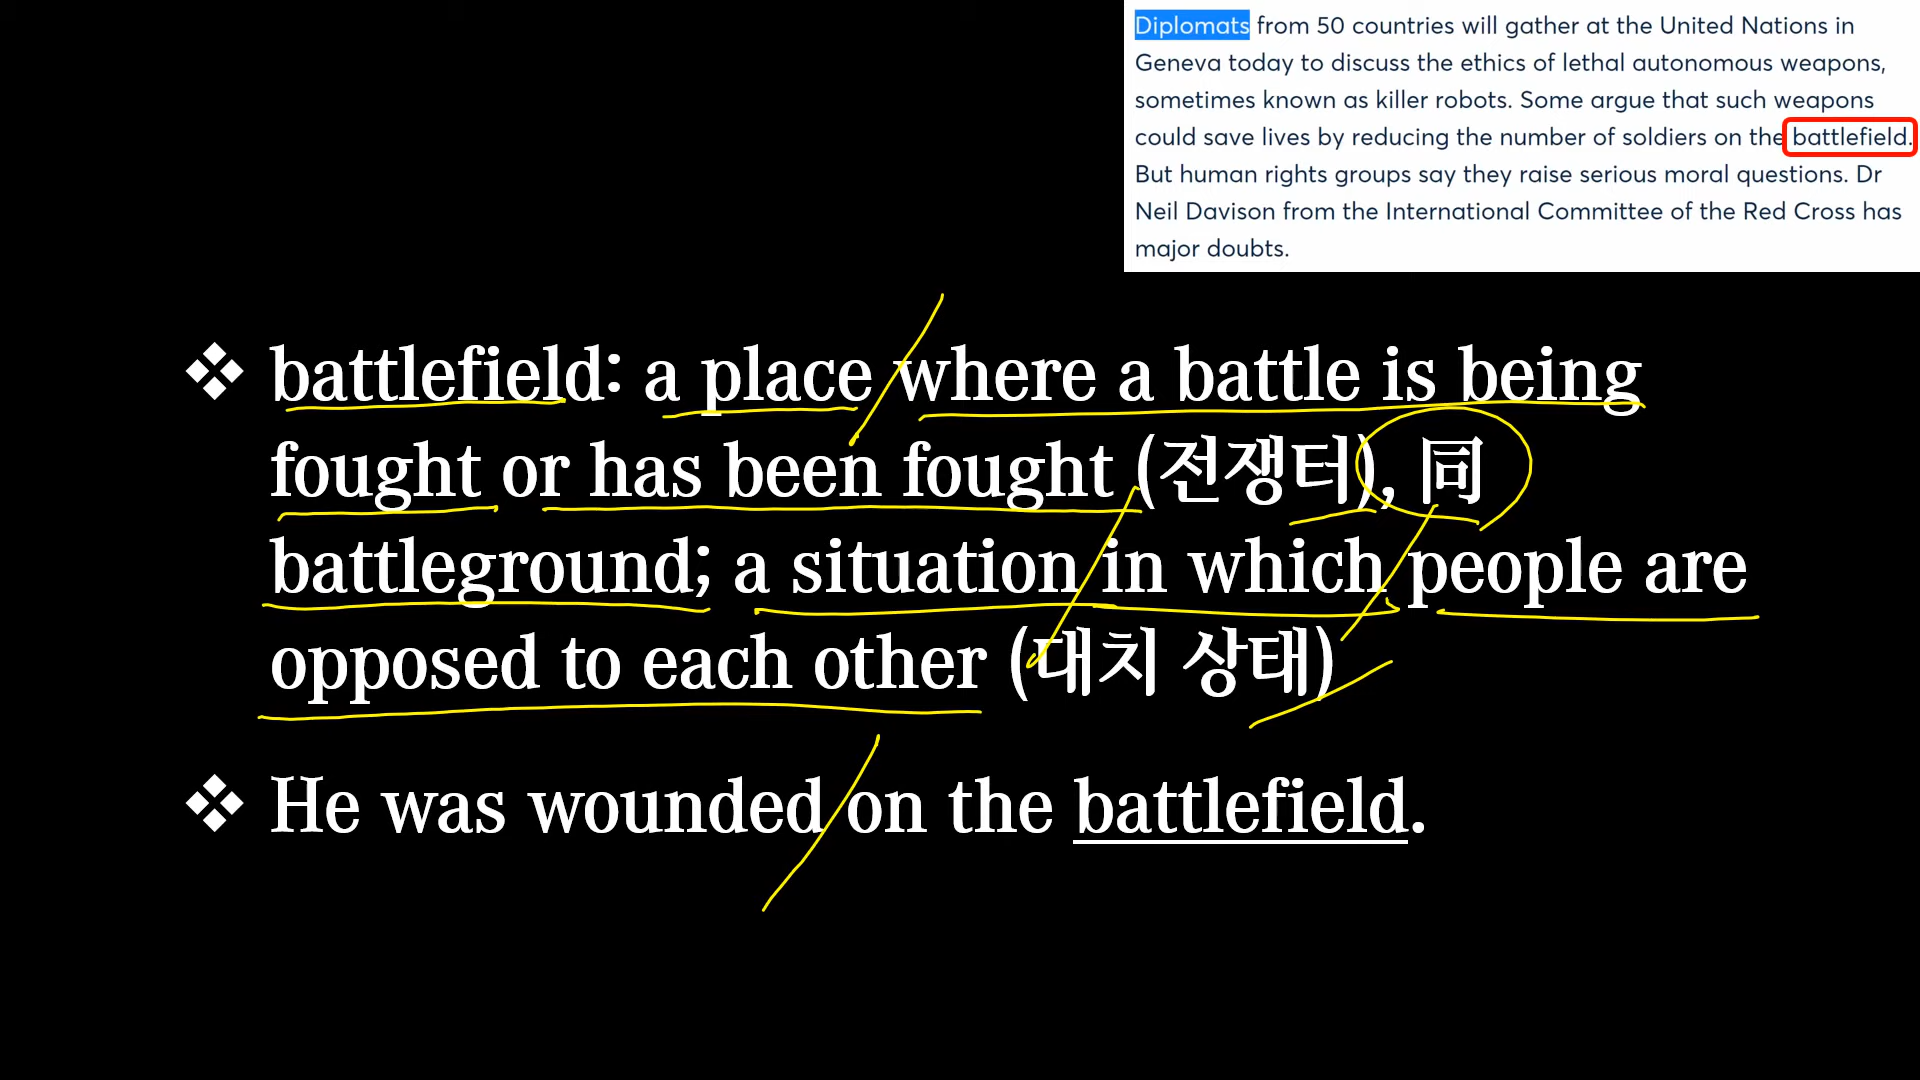 Diplomats from 50 countries will gather at the United Nations in
Geneva today to discuss the ethics of lethal autonomous weapons,
sometimes known as killer robots. Some argue that such weapons
could save lives by reducing the number of soldiers on the battlefield.
But human rights groups say they raise serious moral questions. Dr
Neil Davison from the International Committee of the Red Cross has
major doubts.
❖ battlefield: a place where a battle is being
fought or has been fought (전쟁터), 同
battleground; a situation in which people are
opposed to each other (대치 상태)
❖ He was wounded on the battlefield.